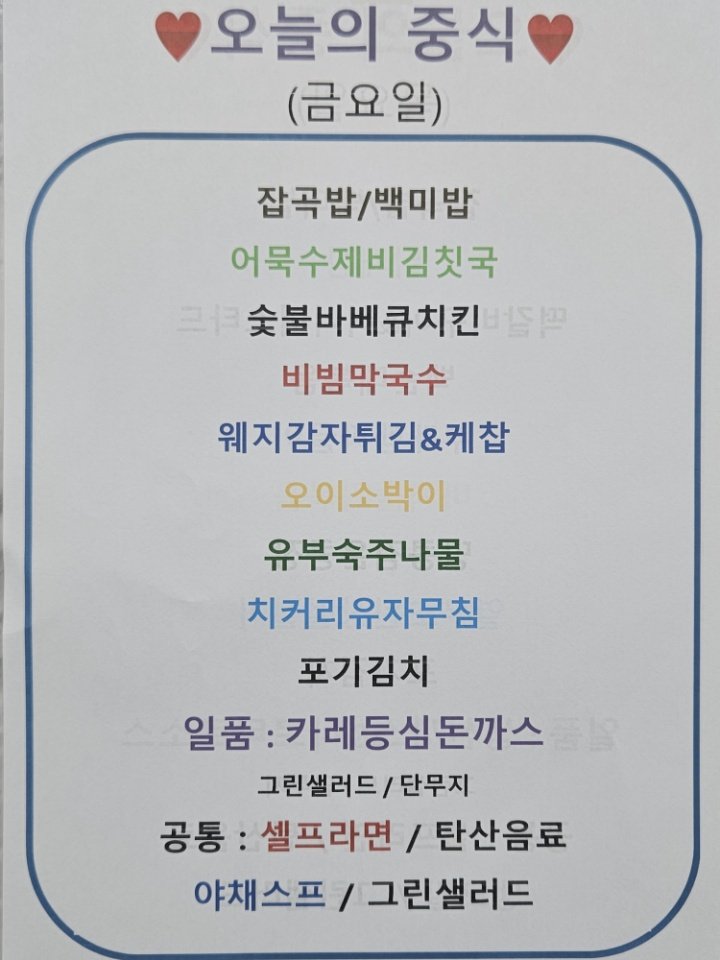 ♥오늘의 중식♥
(금요일)
잡곡밥/백미밥
어묵수제비김칫국
숯불바베큐치킨
비빔막국수
웨지감자튀김&케찹
오이소박이
유부숙주나물
치커리유자무침
포기김치
일품 : 카레등심돈까스
그린샐러드 / 단무지
공통 : 셀프라면 / 탄산음료
야채스프 / 그린샐러드